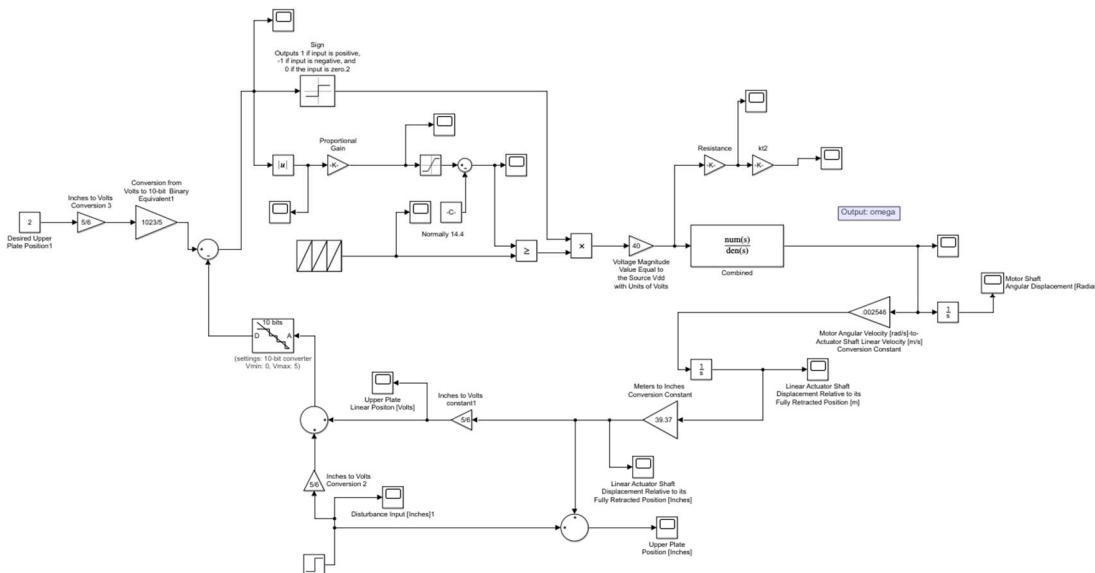 Sign
Outputs 1 if input is positive,
-1 if input is negative, and
0 if the input is zero.2
Proportional
Gain
|u|
-K-
-C-
Normally 14.4
Resistance
kt2
-K-
-K-
Output: omega
Conversion from
Volts to 10-bit Binary
Equivalent1
Inches to Volts
Conversion 3
2
5/6
1023/5
Desired Upper
Plate Position1
≥
×
40
Voltage Magnitude
Value Equal to
the Source Vdd
with Units of Volts
num(s)
den(s)
Combined
Motor Shaft
Angular Displacement [Radia
.002546
1
s
Motor Angular Velocity [rad/s]-to-
Actuator Shaft Linear Velocity [m/s]
Conversion Constant
10 bits
D A
(settings: 10-bit converter
Vmin: 0, Vmax: 5)
1
s
Linear Actuator Shaft
Displacement Relative to its
Fully Retracted Position [m]
Meters to Inches
Conversion Constant
39.37
Upper Plate
Linear Positon [Volts]
Inches to Volts
constant1
5/6
Linear Actuator Shaft
Displacement Relative to its
Fully Retracted Position [Inches]
Inches to Volts
Conversion 2
5/6
Disturbance Input [Inches]1
Upper Plate
Position [Inches]